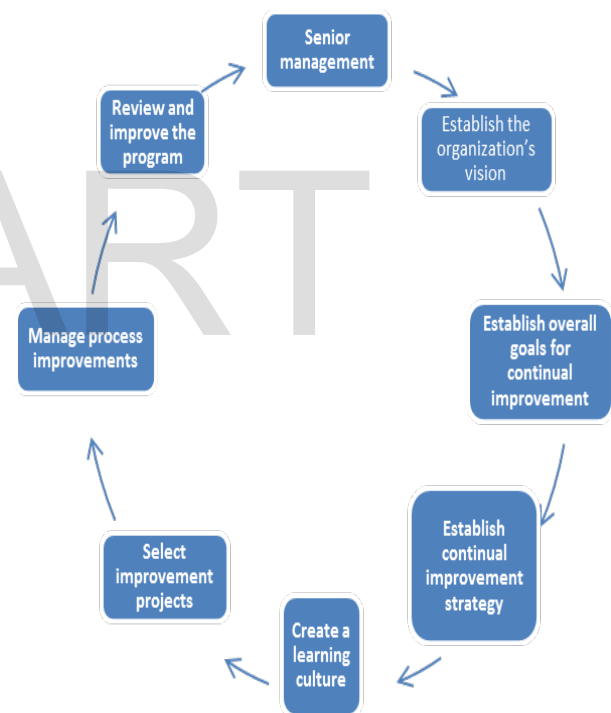 Senior
management
Establish the
organization's
vision
Establish overall
goals for
continual
improvement
Establish
continual
improvement
strategy
Create a
learning
culture
Select
improvement
projects
Manage process
improvements
Review and
improve the
program
ART